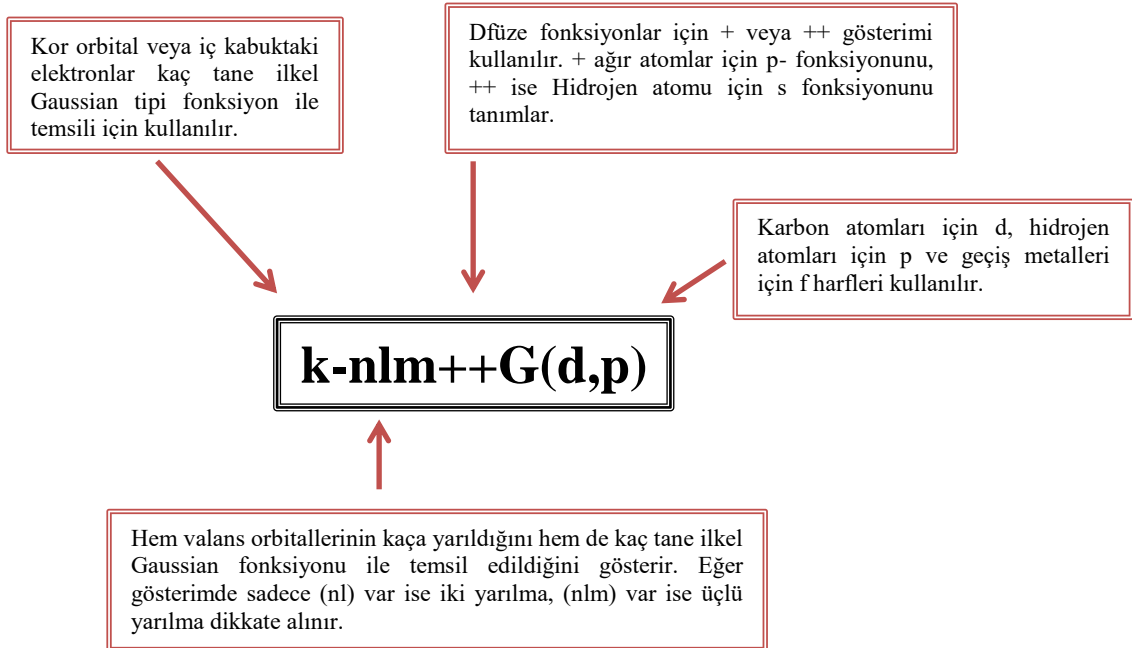 Kor orbital veya iç kabuktaki
elektronlar kaç tane ilkel
Gaussian tipi fonksiyon ile
temsili için kullanılır.
Dfüze fonksiyonlar için + veya ++ gösterimi
kullanılır. + ağır atomlar için p- fonksiyonunu,
++ ise Hidrojen atomu için s fonksiyonunu
tanımlar.
Karbon atomları için d, hidrojen
atomları için p ve geçiş metalleri
için f harfleri kullanılır.
k-nlm++G(d,p)
Hem valans orbitallerinin kaça yarıldığını hem de kaç tane ilkel
Gaussian fonksiyonu ile temsil edildiğini gösterir. Eğer
gösterimde sadece (nl) var ise iki yarılma, (nlm) var ise üçlü
yarılma dikkate alınır.